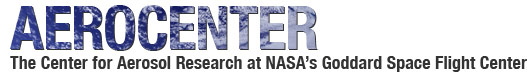 AEROCENTER
The Center for Aerosol Research at NASA's Goddard Space Flight Center